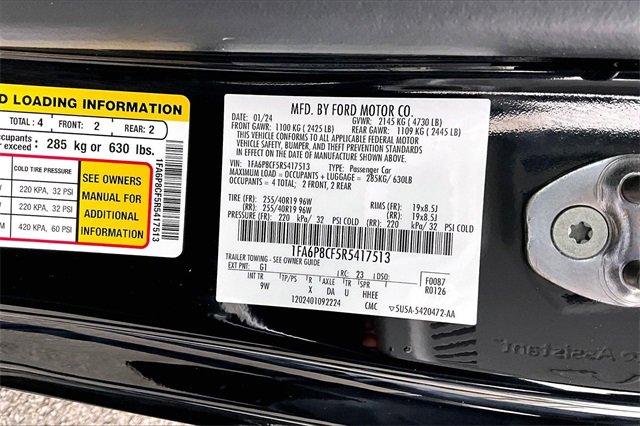 D LOADING INFORMATION
TOTAL: 4 FRONT: 2 REAR: 2
ccupants
r exceed : 285 kg or 630 lbs.
COLD TIRE PRESSURE
220 KPA, 32 PSI
220 KPA, 32 PSI
420 KPA, 60 PSI
SEE OWNERS
MANUAL FOR
ADDITIONAL
INFORMATION
1FA6P8CF5R5417513
MFD. BY FORD MOTOR CO.
DATE: 01/24 GVWR: 2145 KG ( 4730 LB)
FRONT GAWR: 1100 KG ( 2425 LB) REAR GAWR: 1109 KG ( 2445 LB)
THIS VEHICLE CONFORMS TO ALL APPLICABLE FEDERAL MOTOR
VEHICLE SAFETY, BUMPER, AND THEFT PREVENTION STANDARDS
IN EFFECT ON THE DATE OF MANUFACTURE SHOWN ABOVE.
VIN: 1FA6P8CF5R5417513 TYPE: Passenger Car
MAXIMUM LOAD = OCCUPANTS + LUGGAGE = 285KG/ 630LB
OCCUPANTS = 4 TOTAL; 2 FRONT, 2 REAR
TIRE (FR): 255/40R19 96W RIMS (FR): 19x8.5J
TIRE (RR): 255/40R19 96W RIMS (RR): 19x8.5J
PRESSURE (FR): 220 kPa/ 32 PSI COLD (RR): 220 kPa/ 32 PSI COLD
1FA6P8CF5R5417513
TRAILER TOWING - SEE OWNER GUIDE
EXT PNT: G1 RC: 23 DSO: F0087
INT TR TP/PS R AXLE TR SPR R0126
9W X DA U HHEE
1202401092224 CMC 5U5A-5420472-AA
Assistant